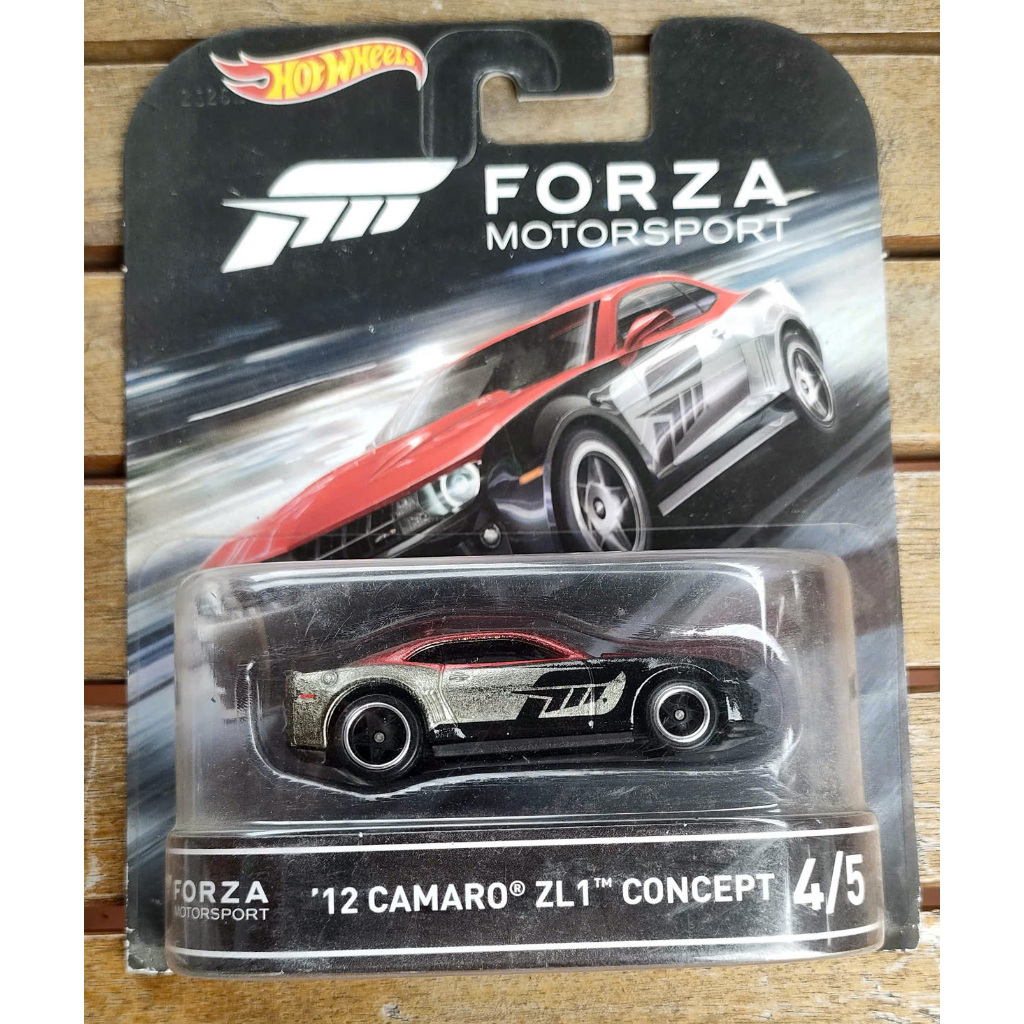 HOT WHEELS
FORZA
MOTORSPORT
FORZA
MOTORSPORT
'12 CAMARO® ZL1™ CONCEPT 4/5